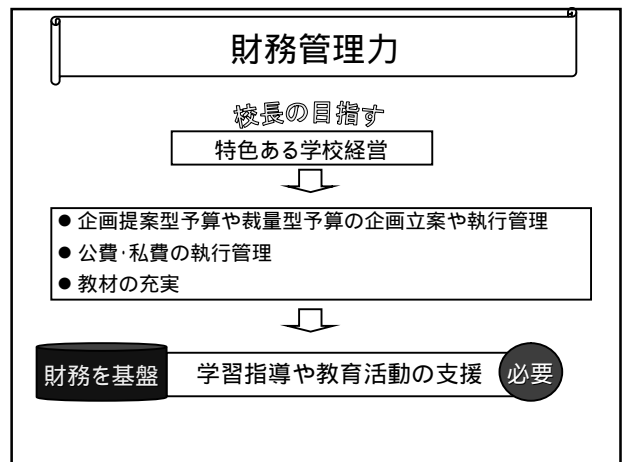 財務管理力
校長の目指す
特色ある学校経営
● 企画提案型予算や裁量型予算の企画立案や執行管理
● 公費・私費の執行管理
● 教材の充実
財務を基盤 学習指導や教育活動の支援 必要